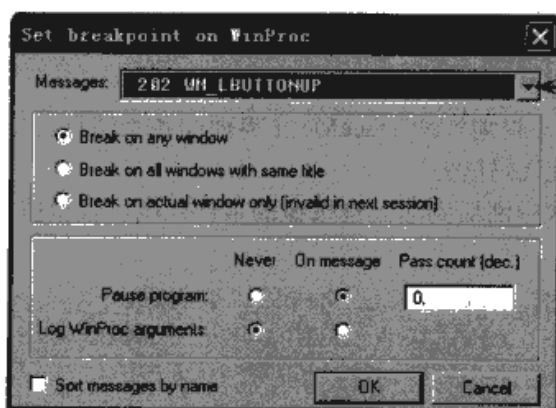 Set breakpoint on WinProc
Messages: 202 WM_LBUTTONUP
Break on any window
Break on all windows with same title
Break on actual window only (invalid in next session)
Never On message Pass count (dec.)
Pause program: 0.
Log WinProc arguments:
Sort messages by name OK Cancel